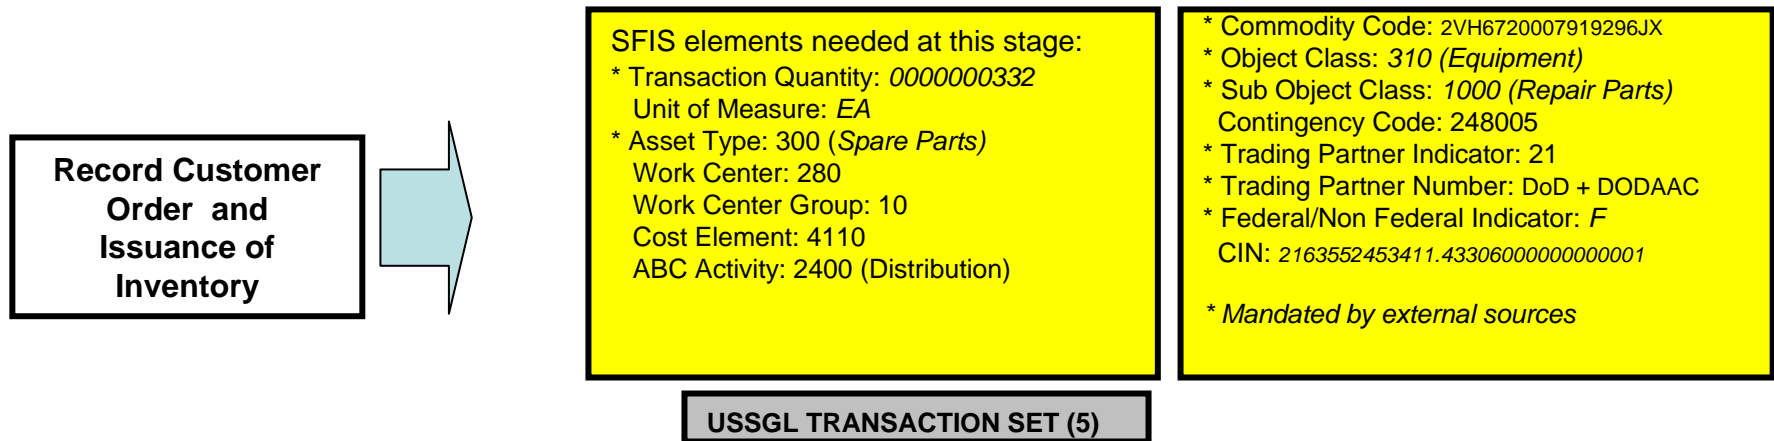 Record Customer
Order and
Issuance of
Inventory
SFIS elements needed at this stage:
* Transaction Quantity: 0000000332
Unit of Measure: EA
* Asset Type: 300 (Spare Parts)
Work Center: 280
Work Center Group: 10
Cost Element: 4110
ABC Activity: 2400 (Distribution)
* Commodity Code: 2VH6720007919296JX
* Object Class: 310 (Equipment)
* Sub Object Class: 1000 (Repair Parts)
Contingency Code: 248005
* Trading Partner Indicator: 21
* Trading Partner Number: DoD + DODAAC
* Federal/Non Federal Indicator: F
CIN: 2163552453411.43306000000000001
* Mandated by external sources
USSGL TRANSACTION SET (5)